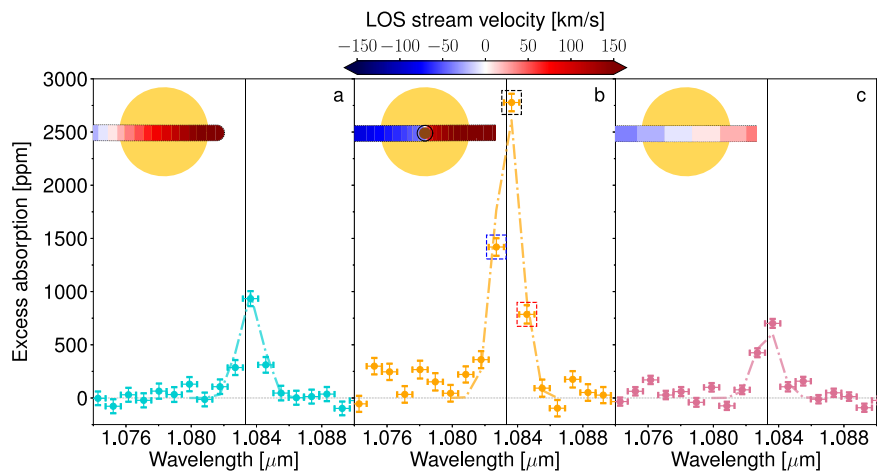 LOS stream velocity [km/s]
−150 −100 −50 0 50 100 150
3000
2500
2000
1500
1000
500
0
Excess absorption [ppm]
a
b
c
1.076 1.080 1.084 1.088
1.076 1.080 1.084 1.088
1.076 1.080 1.084 1.088
Wavelength [μm]
Wavelength [μm]
Wavelength [μm]